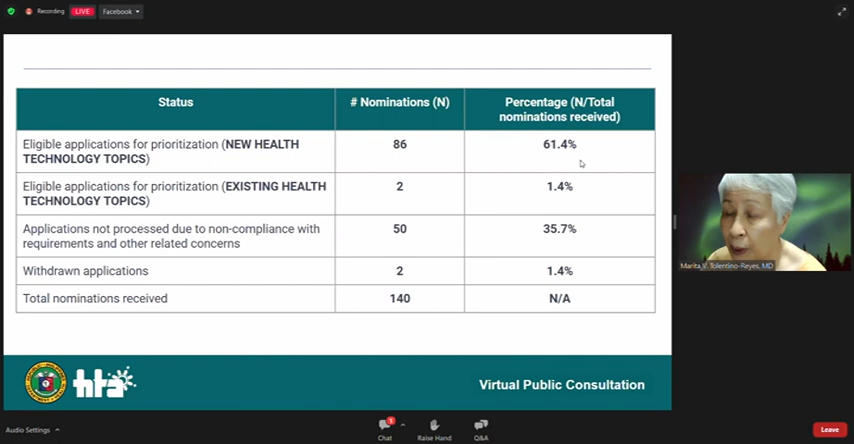 Recording
LIVE
Facebook
Status
# Nominations (N)
Percentage (N/Total
nominations received)
Eligible applications for prioritization (NEW HEALTH
TECHNOLOGY TOPICS)
86
61.4%
Eligible applications for prioritization (EXISTING HEALTH
TECHNOLOGY TOPICS)
2
1.4%
Applications not processed due to non-compliance with
requirements and other related concerns
50
35.7%
Withdrawn applications
2
1.4%
Total nominations received
140
N/A
Marita V. Tolentino-Reyes, MD
hta
Virtual Public Consultation
Audio Settings
Chat
Raise Hand
Q&A
Leave